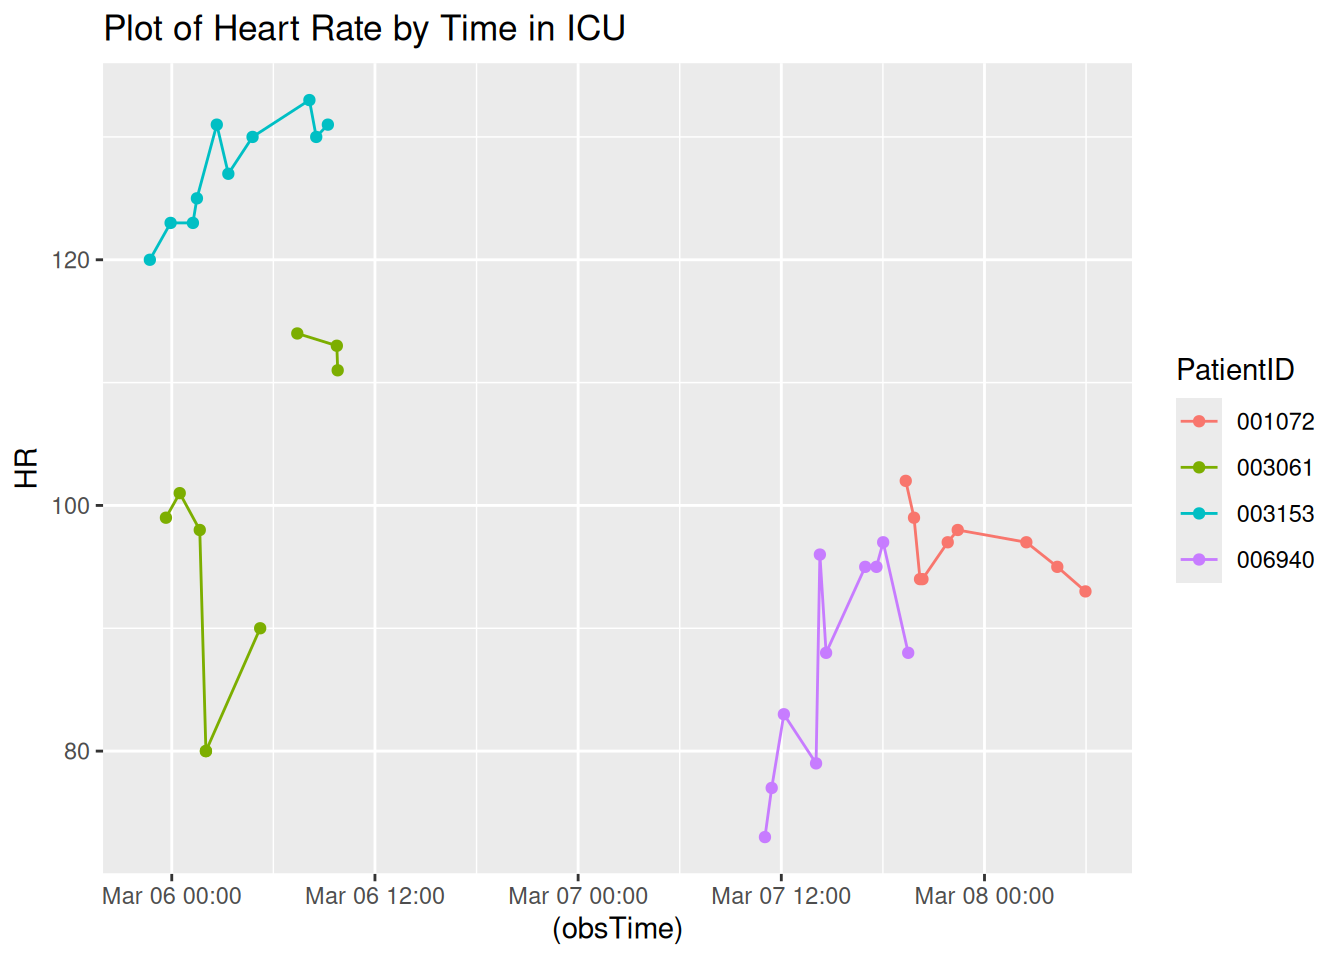 Plot of Heart Rate by Time in ICU
HR
120
100
80
Mar 06 00:00
Mar 06 12:00
Mar 07 00:00
Mar 07 12:00
Mar 08 00:00
(obsTime)
PatientID
001072
003061
003153
006940